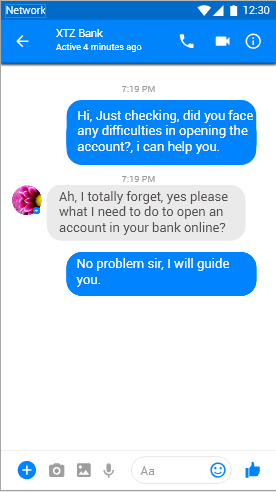 Network
12:30
XTZ Bank
Active 4 minutes ago
7:19 PM
Hi, Just checking, did you face
any difficulties in opening the
account?, i can help you.
7:19 PM
Ah, I totally forget, yes please
what I need to do to open an
account in your bank online?
No problem sir, I will guide
you.
Aa